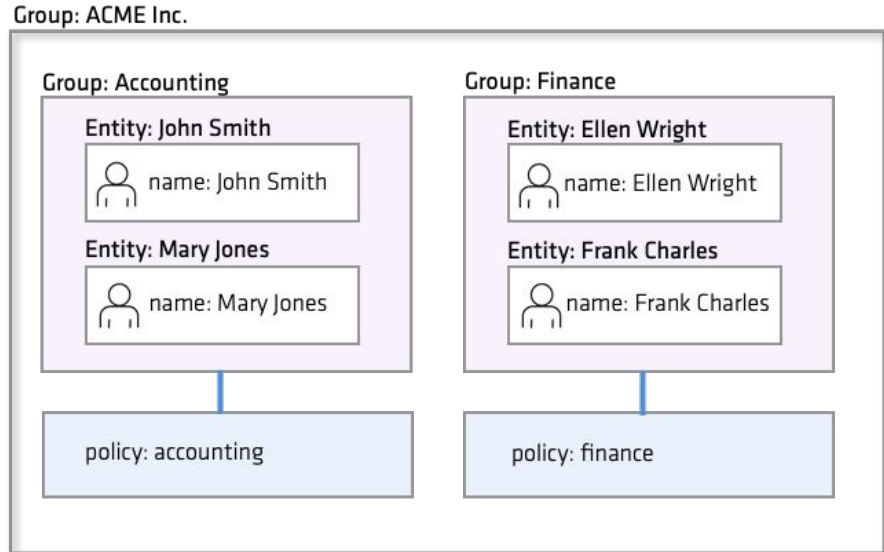 Group: ACME Inc.
Group: Accounting
Entity: John Smith
name: John Smith
Entity: Mary Jones
name: Mary Jones
policy: accounting
Group: Finance
Entity: Ellen Wright
name: Ellen Wright
Entity: Frank Charles
name: Frank Charles
policy: finance